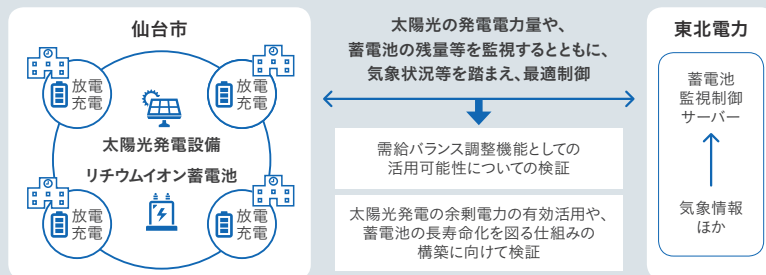 仙台市
放電
充電
放電
充電
太陽光発電設備
リチウムイオン蓄電池
放電
充電
放電
充電
太陽光の発電電力量や、
蓄電池の残量等を監視するとともに、
気象状況等を踏まえ、最適制御
需給バランス調整機能としての
活用可能性についての検証
太陽光発電の余剰電力の有効活用や、
蓄電池の長寿命化を図る仕組みの
構築に向けて検証
東北電力
蓄電池
監視制御
サーバー
気象情報
ほか